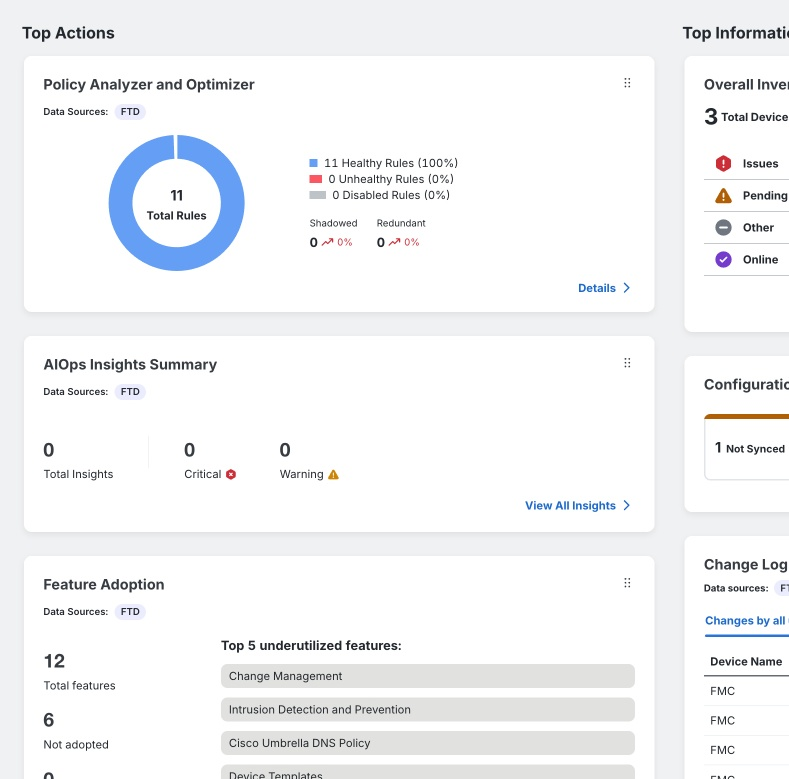 Top Actions
Policy Analyzer and Optimizer
Data Sources: FTD
11
Total Rules
11 Healthy Rules (100%)
0 Unhealthy Rules (0%)
0 Disabled Rules (0%)
Shadowed Redundant
0 0% 0 0%
Details
AIOps Insights Summary
Data Sources: FTD
0 0 0
Total Insights Critical Warning
View All Insights
Feature Adoption
Data Sources: FTD
12
Total features
6
Not adopted
0
Top 5 underutilized features:
Change Management
Intrusion Detection and Prevention
Cisco Umbrella DNS Policy
Device Templates
Top Informati
Overall Inve
3 Total Device
Issues
Pending
Other
Online
Configuratio
1 Not Synced
Change Log
Data sources: FT
Changes by all
Device Name
FMC
FMC
FMC
FMC